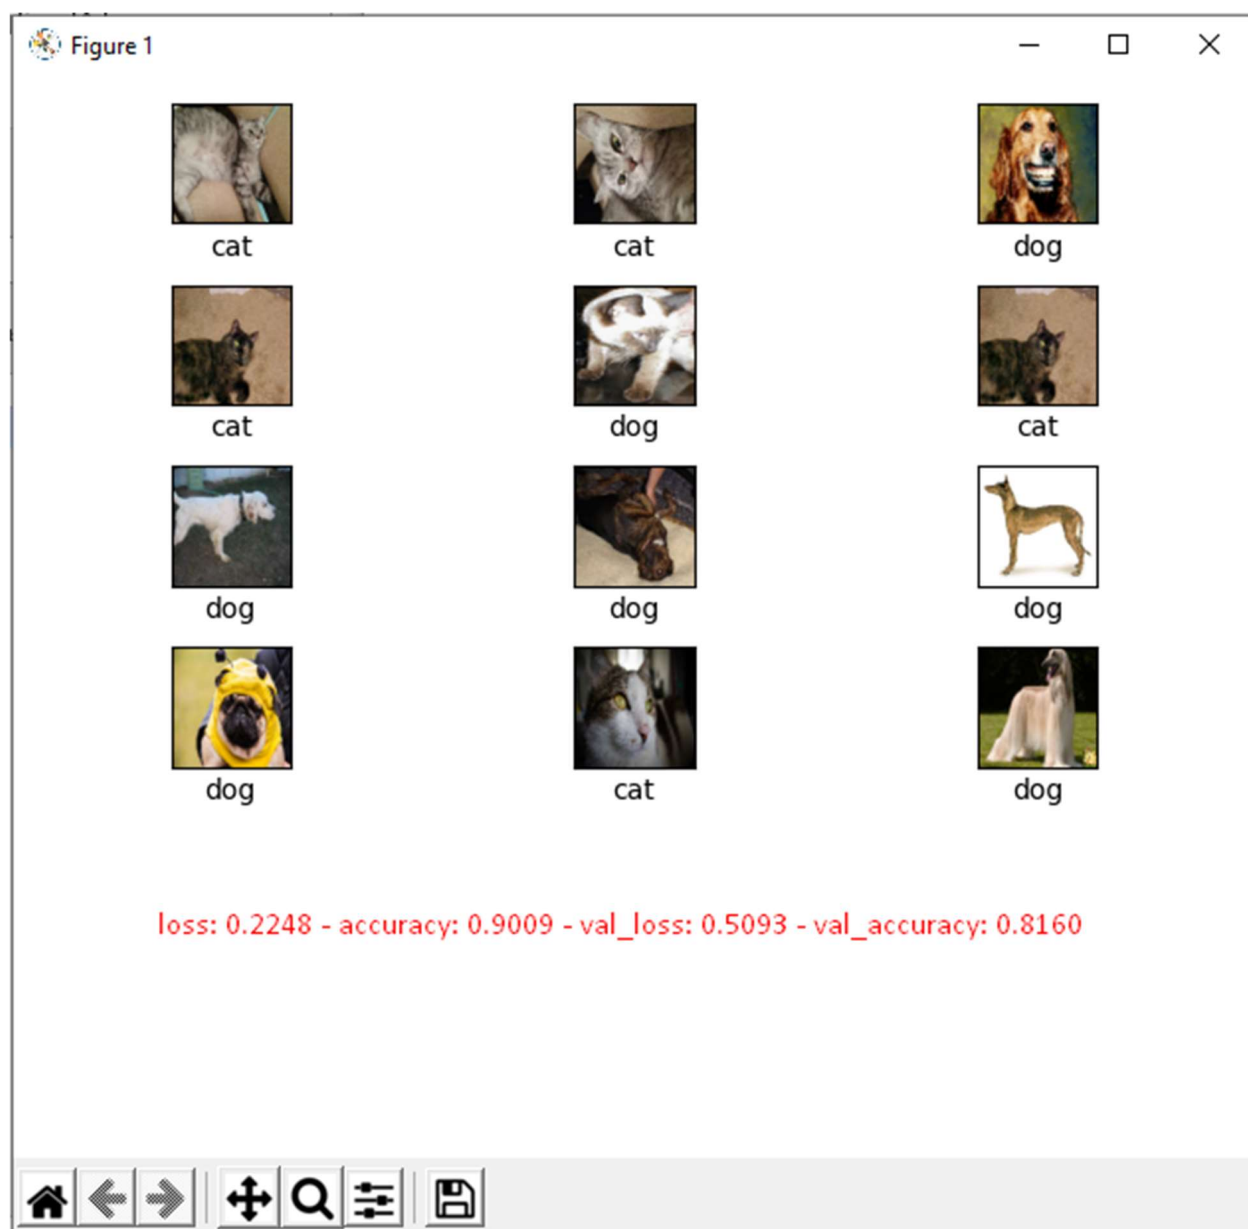 Figure 1
cat cat dog
cat dog cat
dog dog dog
dog cat dog
loss: 0.2248 - accuracy: 0.9009 - val_loss: 0.5093 - val_accuracy: 0.8160